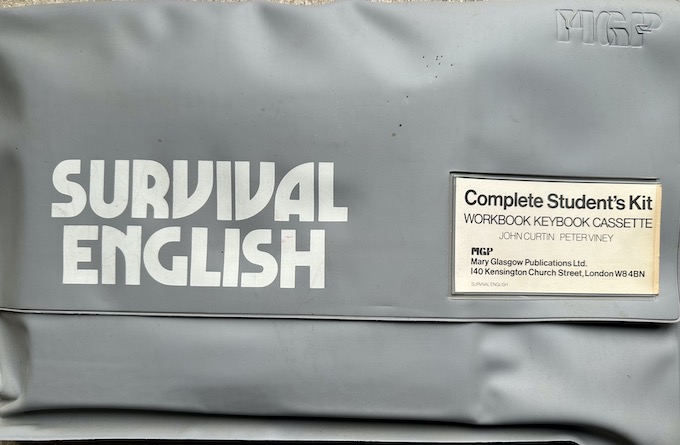 MGP
SURVIVAL
ENGLISH
Complete Student's Kit
WORKBOOK KEYBOOK CASSETTE
JOHN CURTIN PETER VINEY
MGP
Mary Glasgow Publications Ltd.
140 Kensington Church Street, London W8 4BN
SURVIVAL ENGLISH